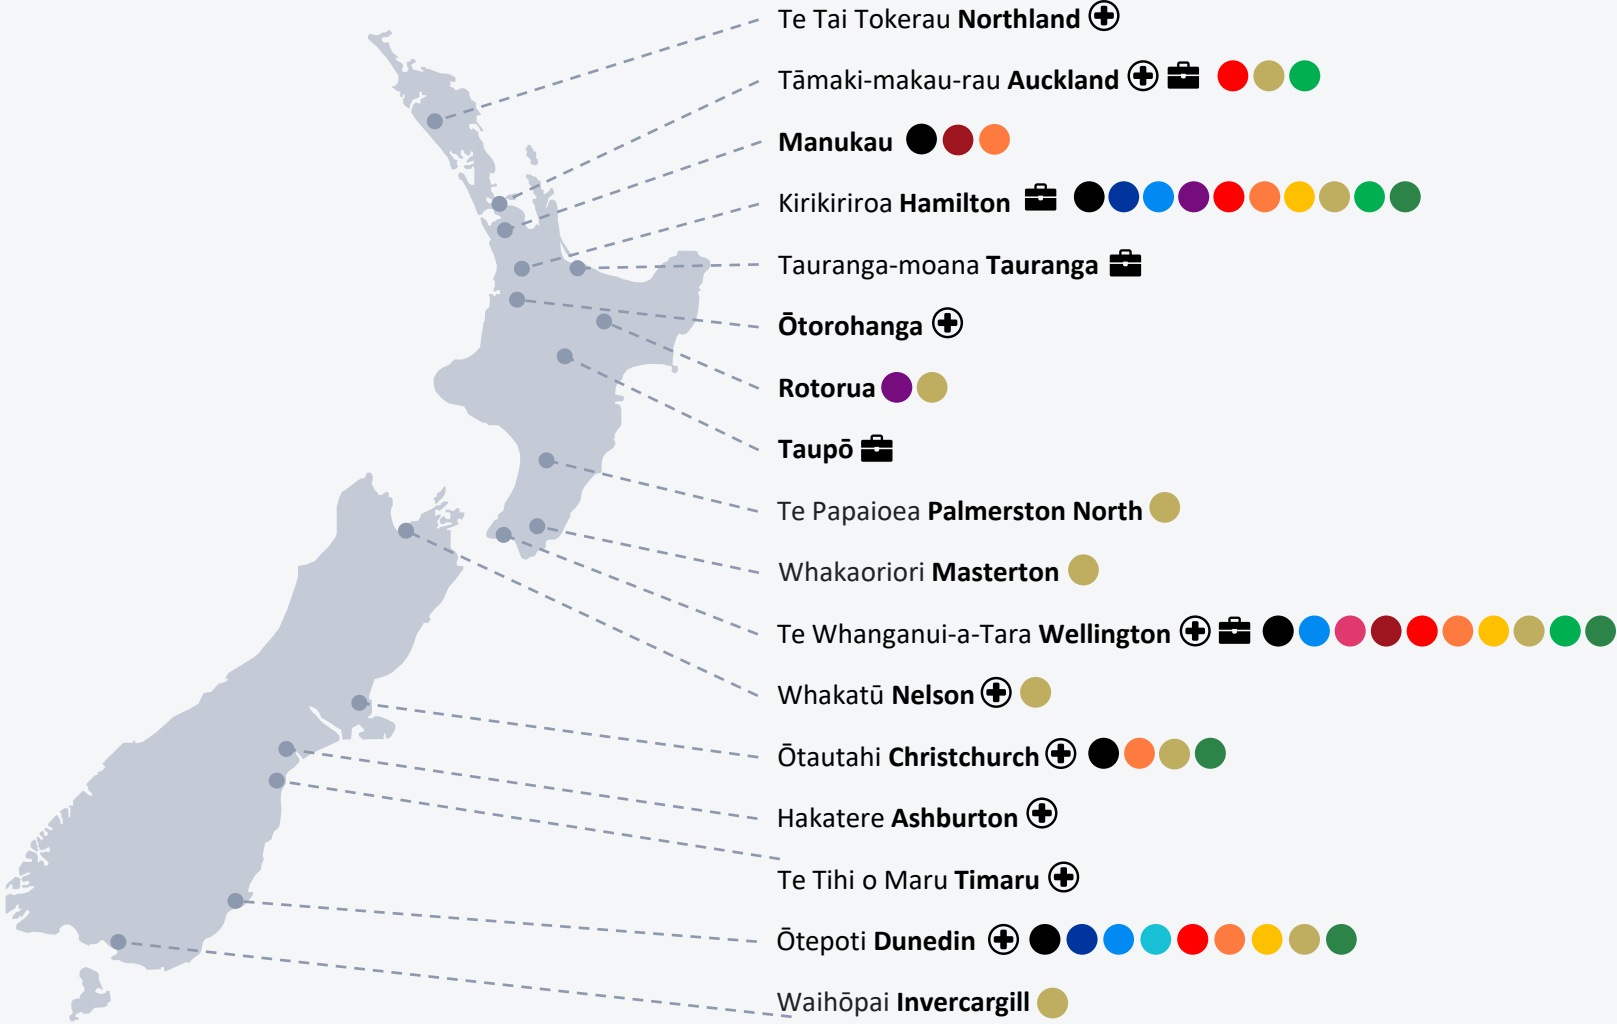 Te Tai Tokerau Northland
Tāmaki-makau-rau Auckland
Manukau
Kirikiriroa Hamilton
Tauranga-moana Tauranga
Ōtorohanga
Rotorua
Taupō
Te Papaioea Palmerston North
Whakaoriori Masterton
Te Whanganui-a-Tara Wellington
Whakatū Nelson
Ōtautahi Christchurch
Hakatere Ashburton
Te Tihi o Maru Timaru
Ōtepoti Dunedin
Waihōpai Invercargill